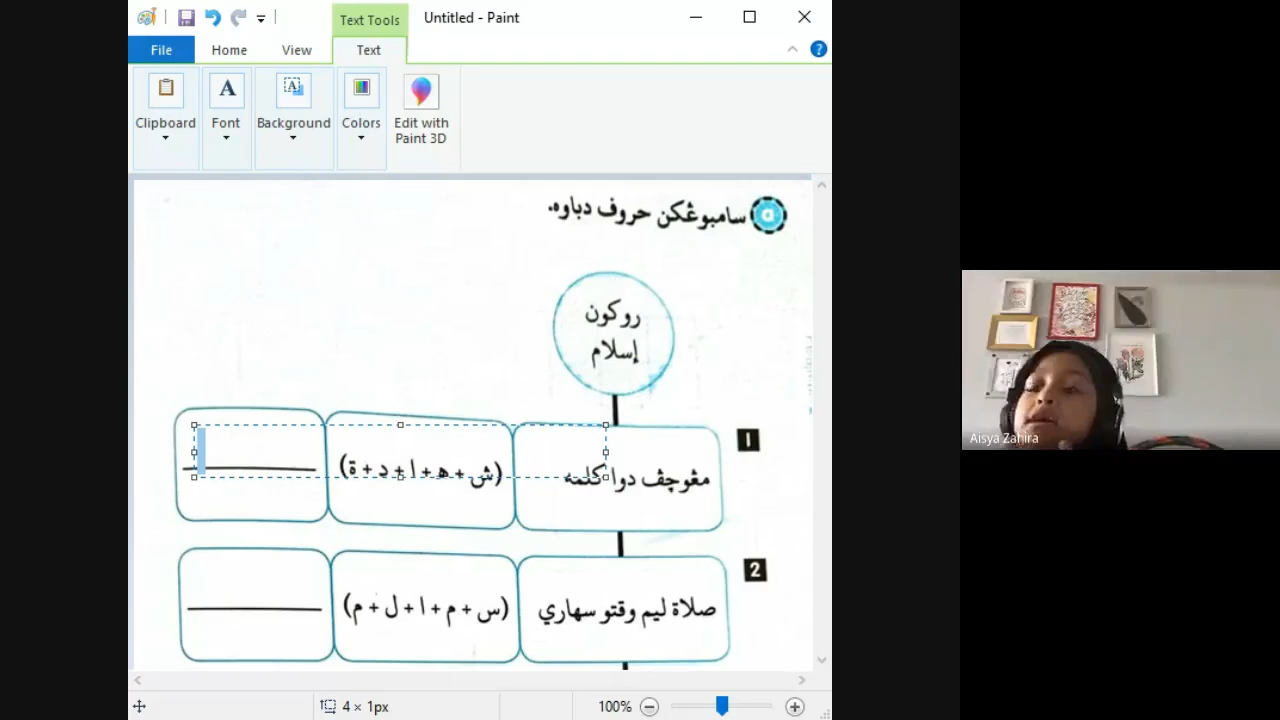 Untitled - Paint
Text Tools
File
Home
View
Text
Clipboard
Font
Background
Colors
Edit with
Paint 3D
سامبوڠكن حروف دباوه.
روكون
إسلام
1
مڠوچڤ دوا كلمه
(ش + ه + ا + د + ة)
2
صلاة ليم وقتو سهاري
(س + م + ا + ل + م)
4 × 1px
100%
Aisya Zahira